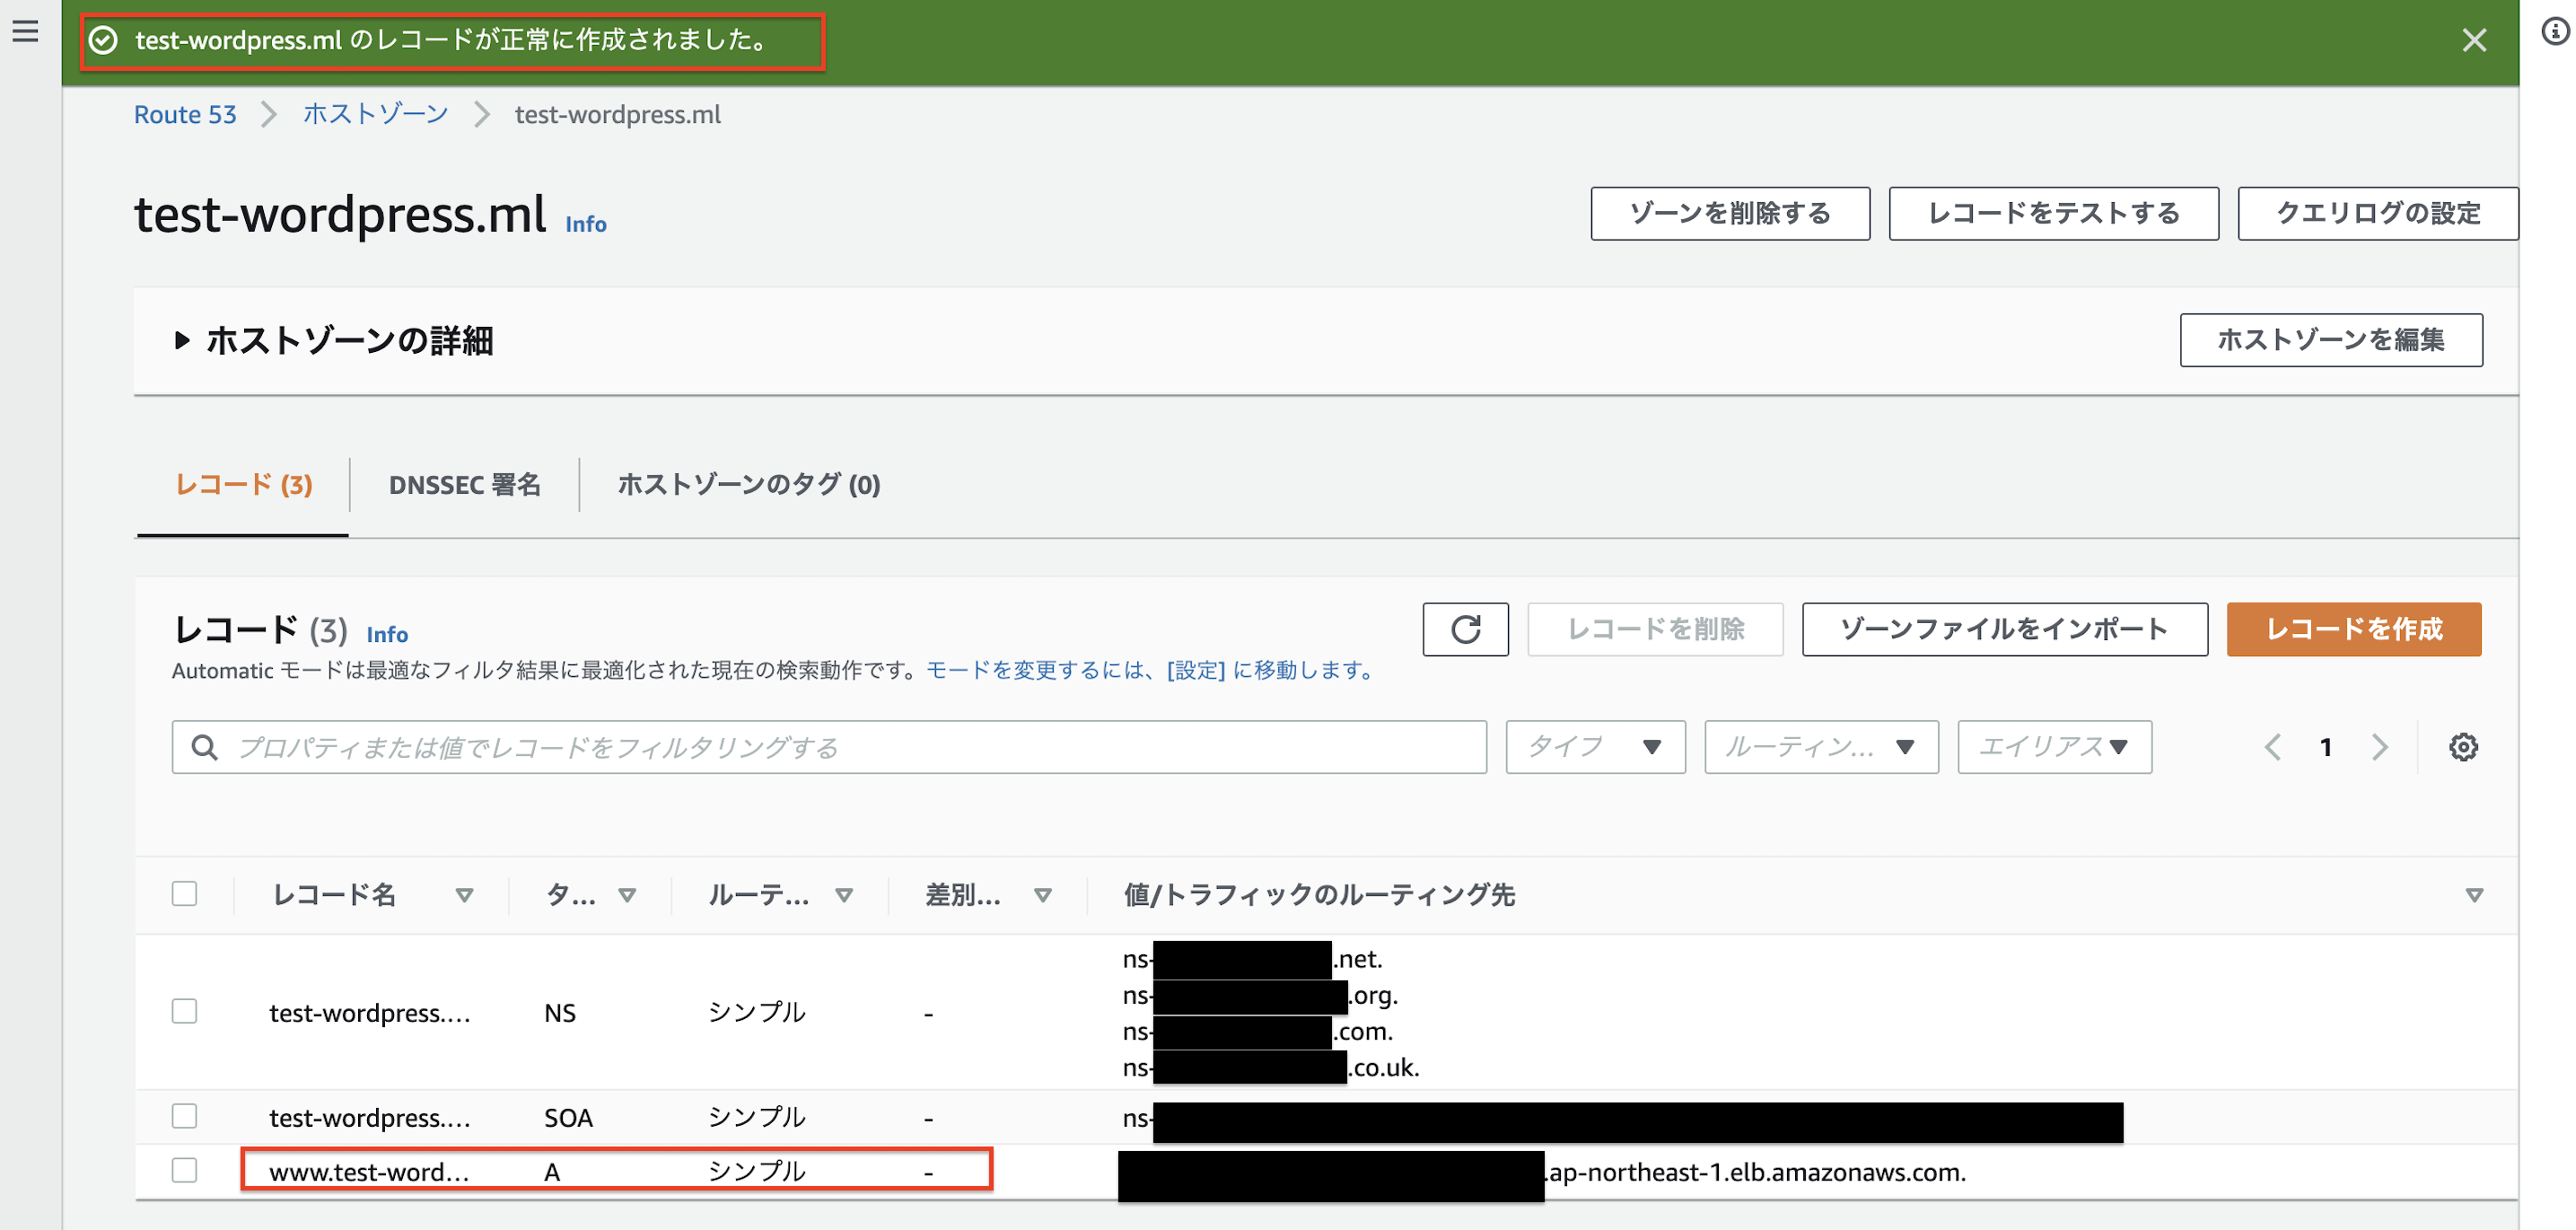 test-wordpress.ml のレコードが正常に作成されました。
Route 53 ホストゾーン test-wordpress.ml
test-wordpress.ml Info ゾーンを削除する レコードをテストする クエリログの設定
ホストゾーンの詳細 ホストゾーンを編集
レコード (3) DNSSEC 署名 ホストゾーンのタグ (0)
レコード (3) Info レコードを削除 ゾーンファイルをインポート レコードを作成
Automatic モードは最適なフィルタ結果に最適化された現在の検索動作です。モードを変更するには、[設定] に移動します。
プロパティまたは値でレコードをフィルタリングする タイプ ルーティン... エイリアス 1
レコード名 タ... ルーテ... 差別... 値/トラフィックのルーティング先
ns- .net.
ns- .org.
test-wordpress.... NS シンプル -
ns- .com.
ns- .co.uk.
test-wordpress.... SOA シンプル - ns-
www.test-word... A シンプル - .ap-northeast-1.elb.amazonaws.com.